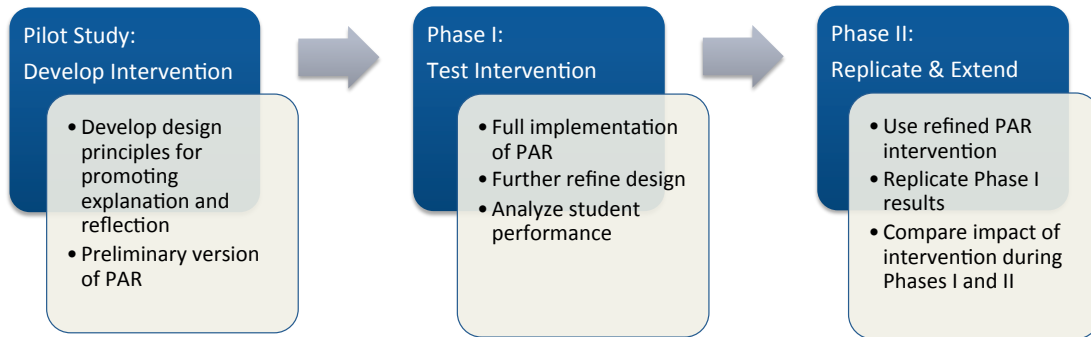 Pilot Study:
Develop Intervention
• Develop design
principles for
promoting
explanation and
reflection
• Preliminary version
of PAR
Phase I:
Test Intervention
• Full implementation
of PAR
• Further refine design
• Analyze student
performance
Phase II:
Replicate & Extend
• Use refined PAR
intervention
• Replicate Phase I
results
• Compare impact of
intervention during
Phases I and II